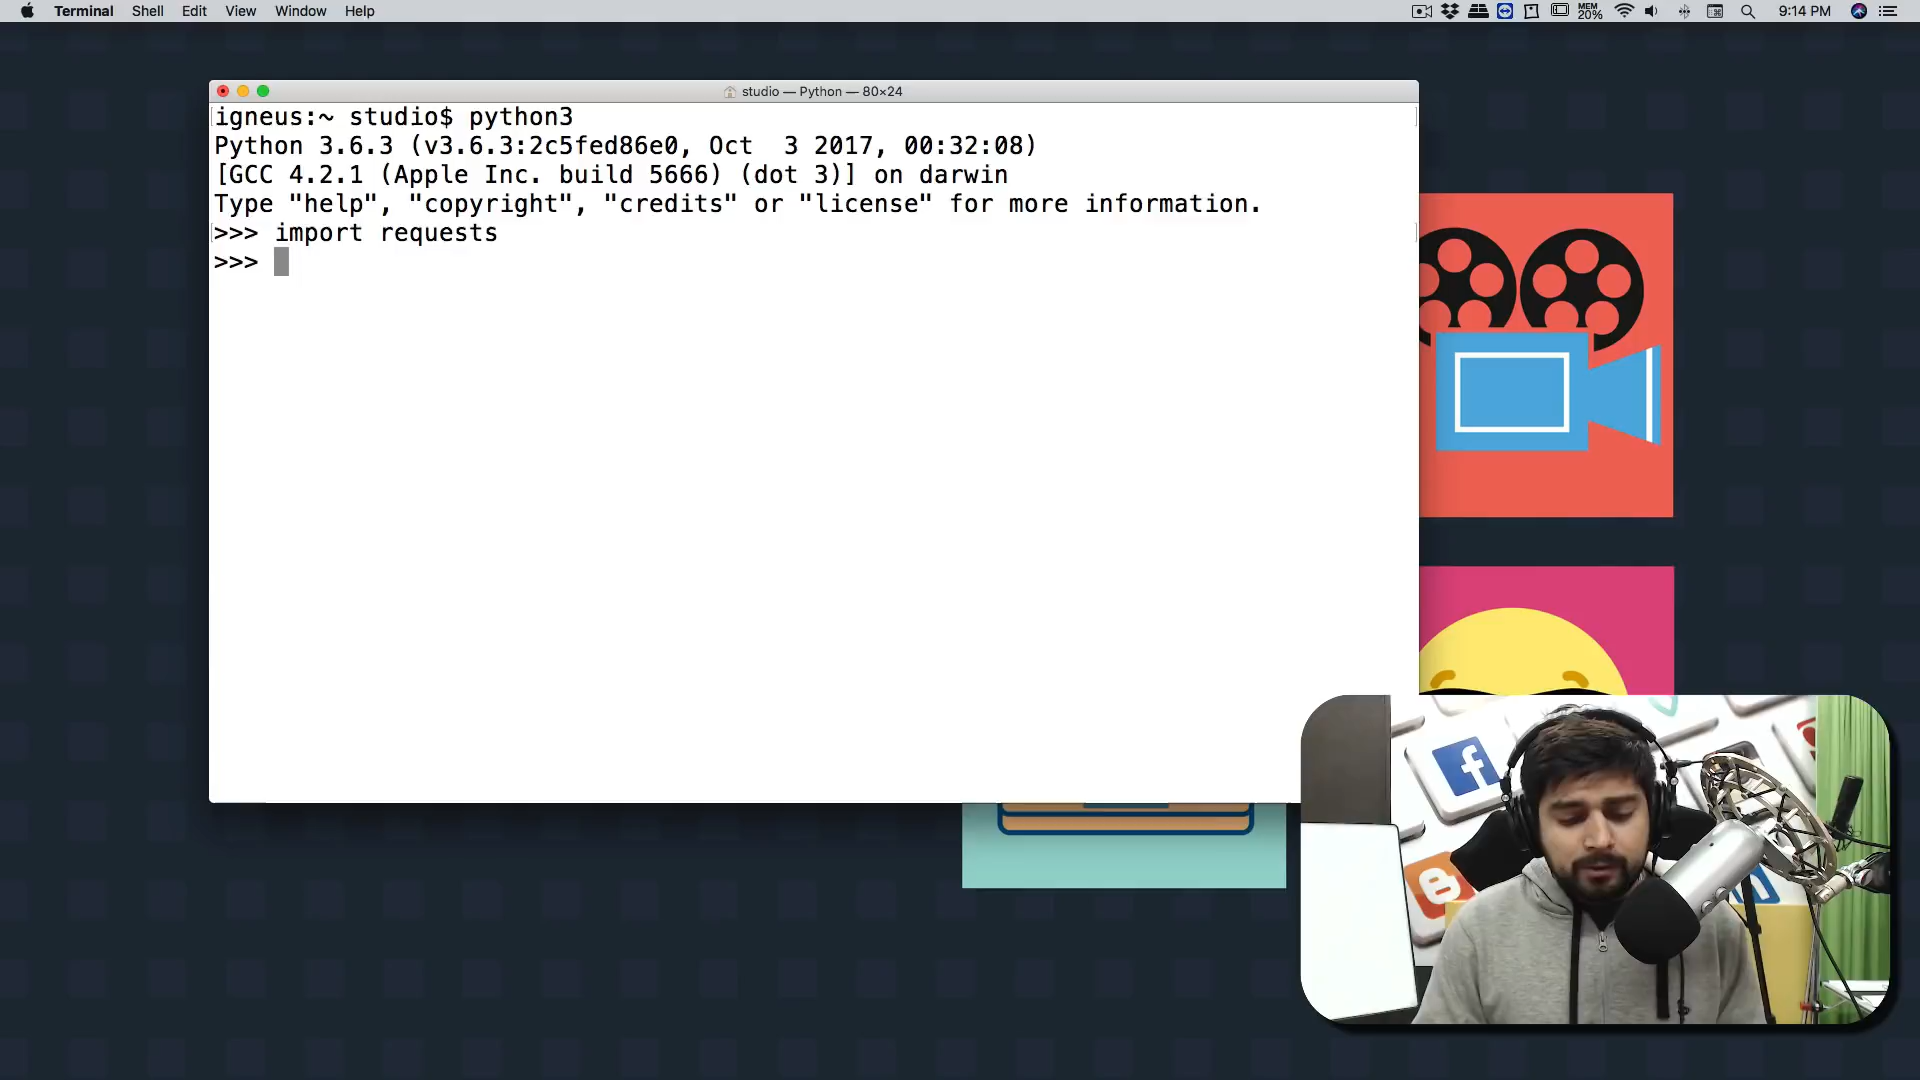 Terminal Shell Edit View Window Help
MEM
20%
9:14 PM
studio — Python — 80×24
igneus:~ studio$ python3
Python 3.6.3 (v3.6.3:2c5fed86e0, Oct  3 2017, 00:32:08)
[GCC 4.2.1 (Apple Inc. build 5666) (dot 3)] on darwin
Type "help", "copyright", "credits" or "license" for more information.
>>> import requests
>>>